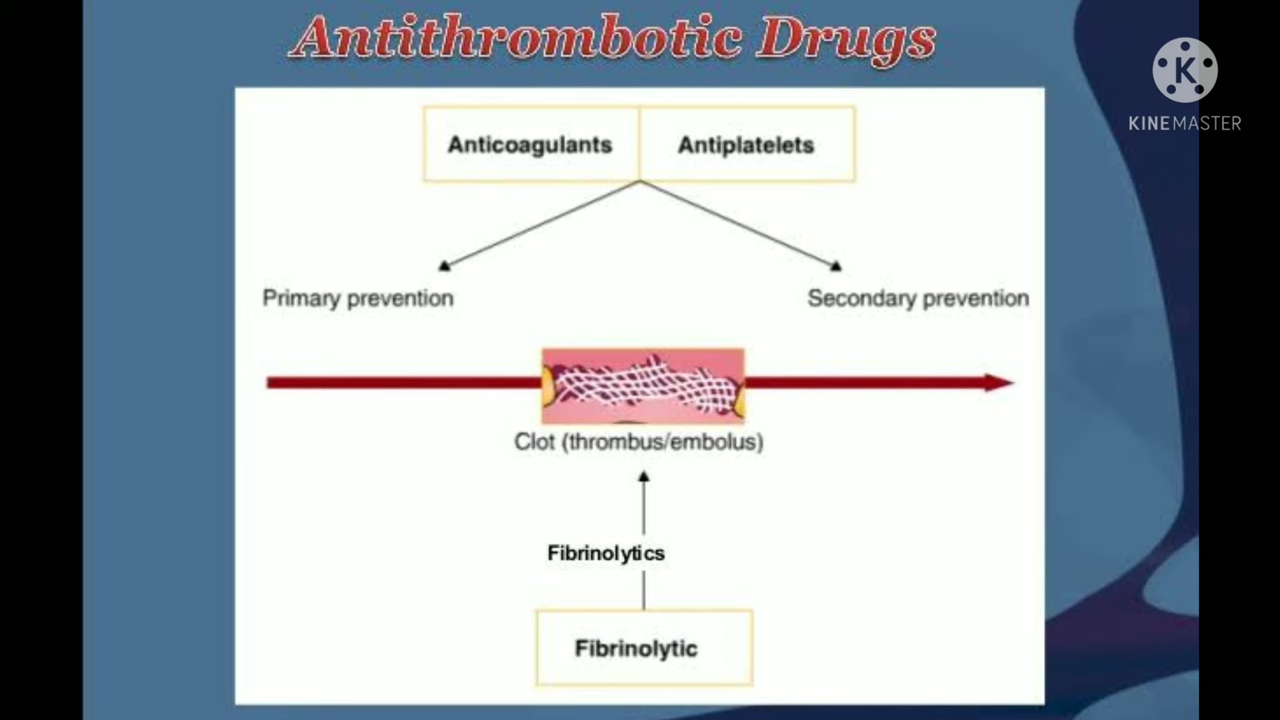 Antithrombotic Drugs
K
KINEMASTER
Anticoagulants
Antiplatelets
Primary prevention
Secondary prevention
Clot (thrombus/embolus)
Fibrinolytics
Fibrinolytic